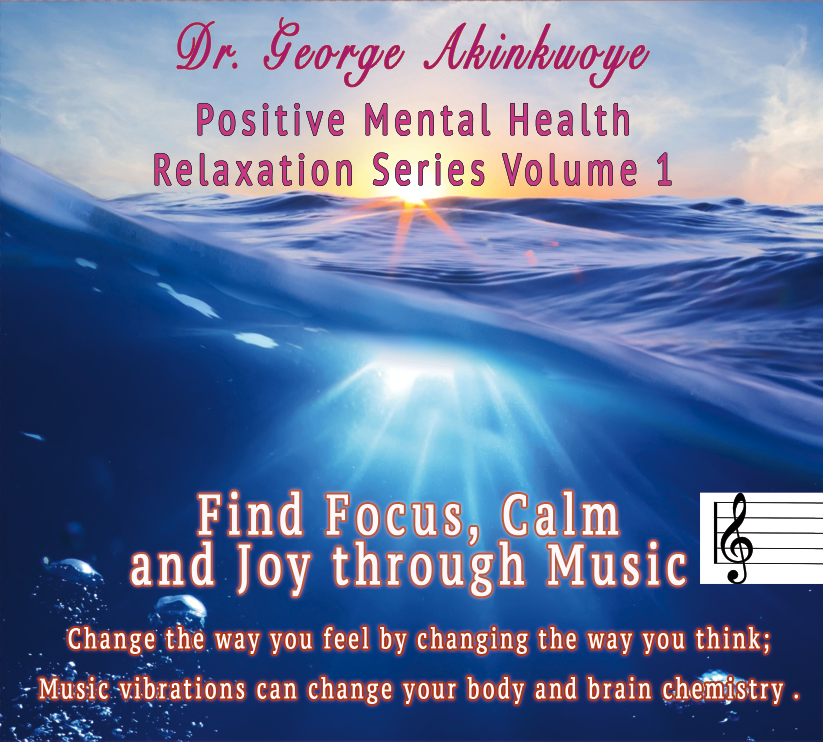 Dr. George Akinkuoye
Positive Mental Health
Relaxation Series Volume 1
Find Focus, Calm
and Joy through Music
Change the way you feel by changing the way you think;
Music vibrations can change your body and brain chemistry .